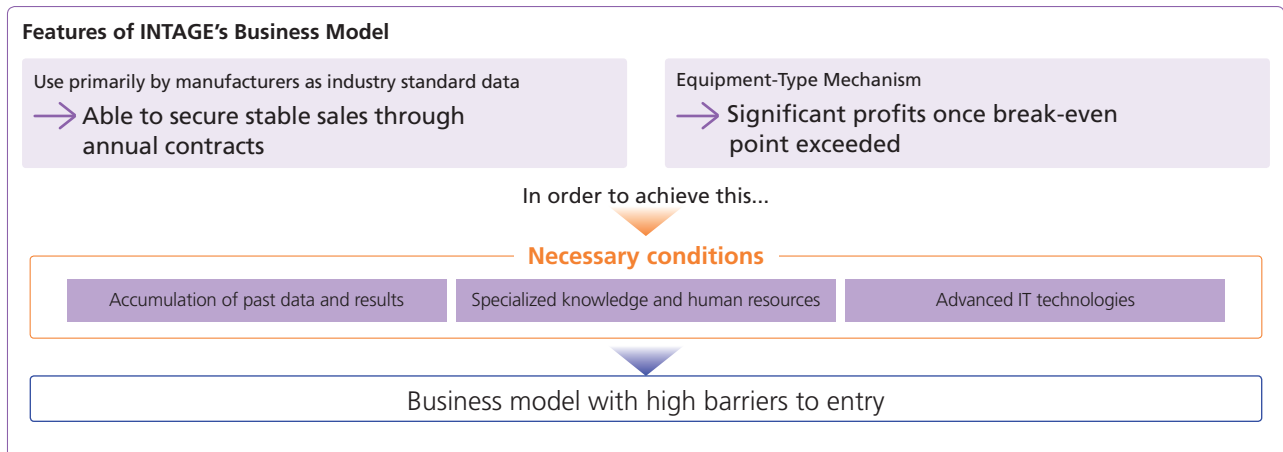 Features of INTAGE’s Business Model
Use primarily by manufacturers as industry standard data
Able to secure stable sales through
annual contracts
Equipment-Type Mechanism
Significant profits once break-even
point exceeded
In order to achieve this...
Necessary conditions
Accumulation of past data and results
Specialized knowledge and human resources
Advanced IT technologies
Business model with high barriers to entry